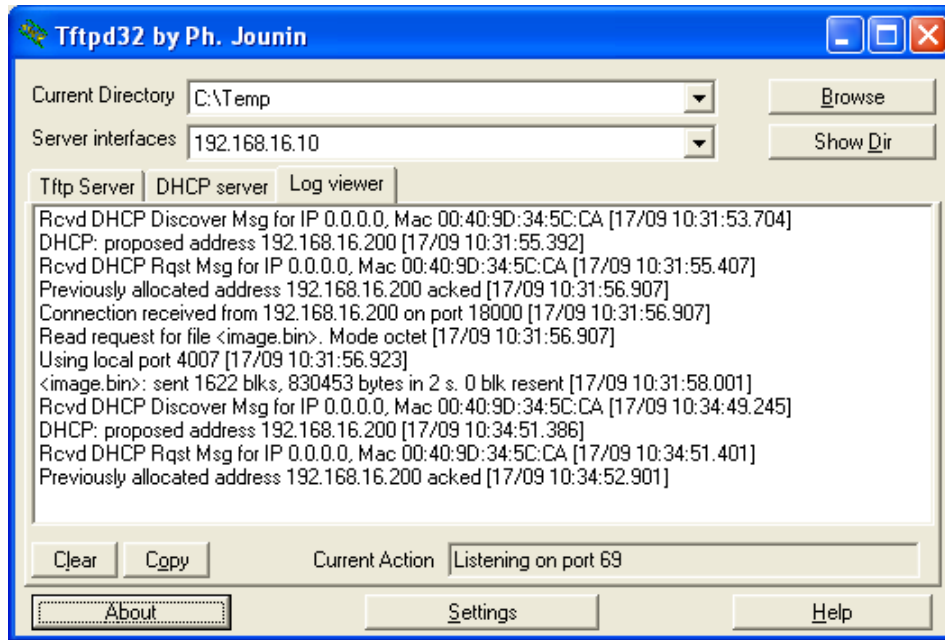 Tftpd32 by Ph. Jounin
Current Directory C:\Temp Browse
Server interfaces 192.168.16.10 Show Dir
Tftp Server DHCP server Log viewer
Rcvd DHCP Discover Msg for IP 0.0.0.0, Mac 00:40:9D:34:5C:CA [17/09 10:31:53.704]
DHCP: proposed address 192.168.16.200 [17/09 10:31:55.392]
Rcvd DHCP Rqst Msg for IP 0.0.0.0, Mac 00:40:9D:34:5C:CA [17/09 10:31:55.407]
Previously allocated address 192.168.16.200 acked [17/09 10:31:56.907]
Connection received from 192.168.16.200 on port 18000 [17/09 10:31:56.907]
Read request for file <image.bin>. Mode octet [17/09 10:31:56.907]
Using local port 4007 [17/09 10:31:56.923]
<image.bin>: sent 1622 blks, 830453 bytes in 2 s. 0 blk resent [17/09 10:31:58.001]
Rcvd DHCP Discover Msg for IP 0.0.0.0, Mac 00:40:9D:34:5C:CA [17/09 10:34:49.245]
DHCP: proposed address 192.168.16.200 [17/09 10:34:51.386]
Rcvd DHCP Rqst Msg for IP 0.0.0.0, Mac 00:40:9D:34:5C:CA [17/09 10:34:51.401]
Previously allocated address 192.168.16.200 acked [17/09 10:34:52.901]
Clear Copy Current Action Listening on port 69
About Settings Help